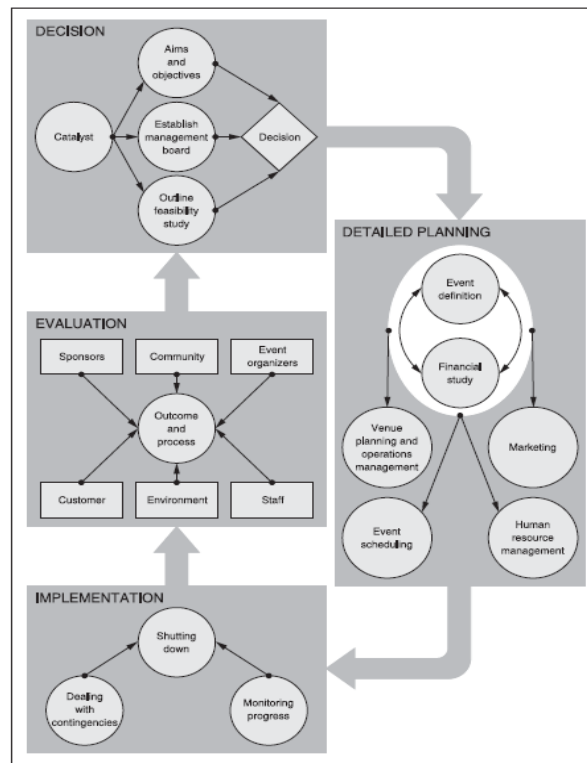 DECISION
Aims
and
objectives
Catalyst
Establish
management
board
Decision
Outline
feasibility
study
DETAILED PLANNING
Event
definition
Financial
study
Venue
planning and
operations
management
Marketing
Event
scheduling
Human
resource
management
EVALUATION
Sponsors
Community
Event
organizers
Outcome
and
process
Customer
Environment
Staff
IMPLEMENTATION
Shutting
down
Dealing
with
contingencies
Monitoring
progress